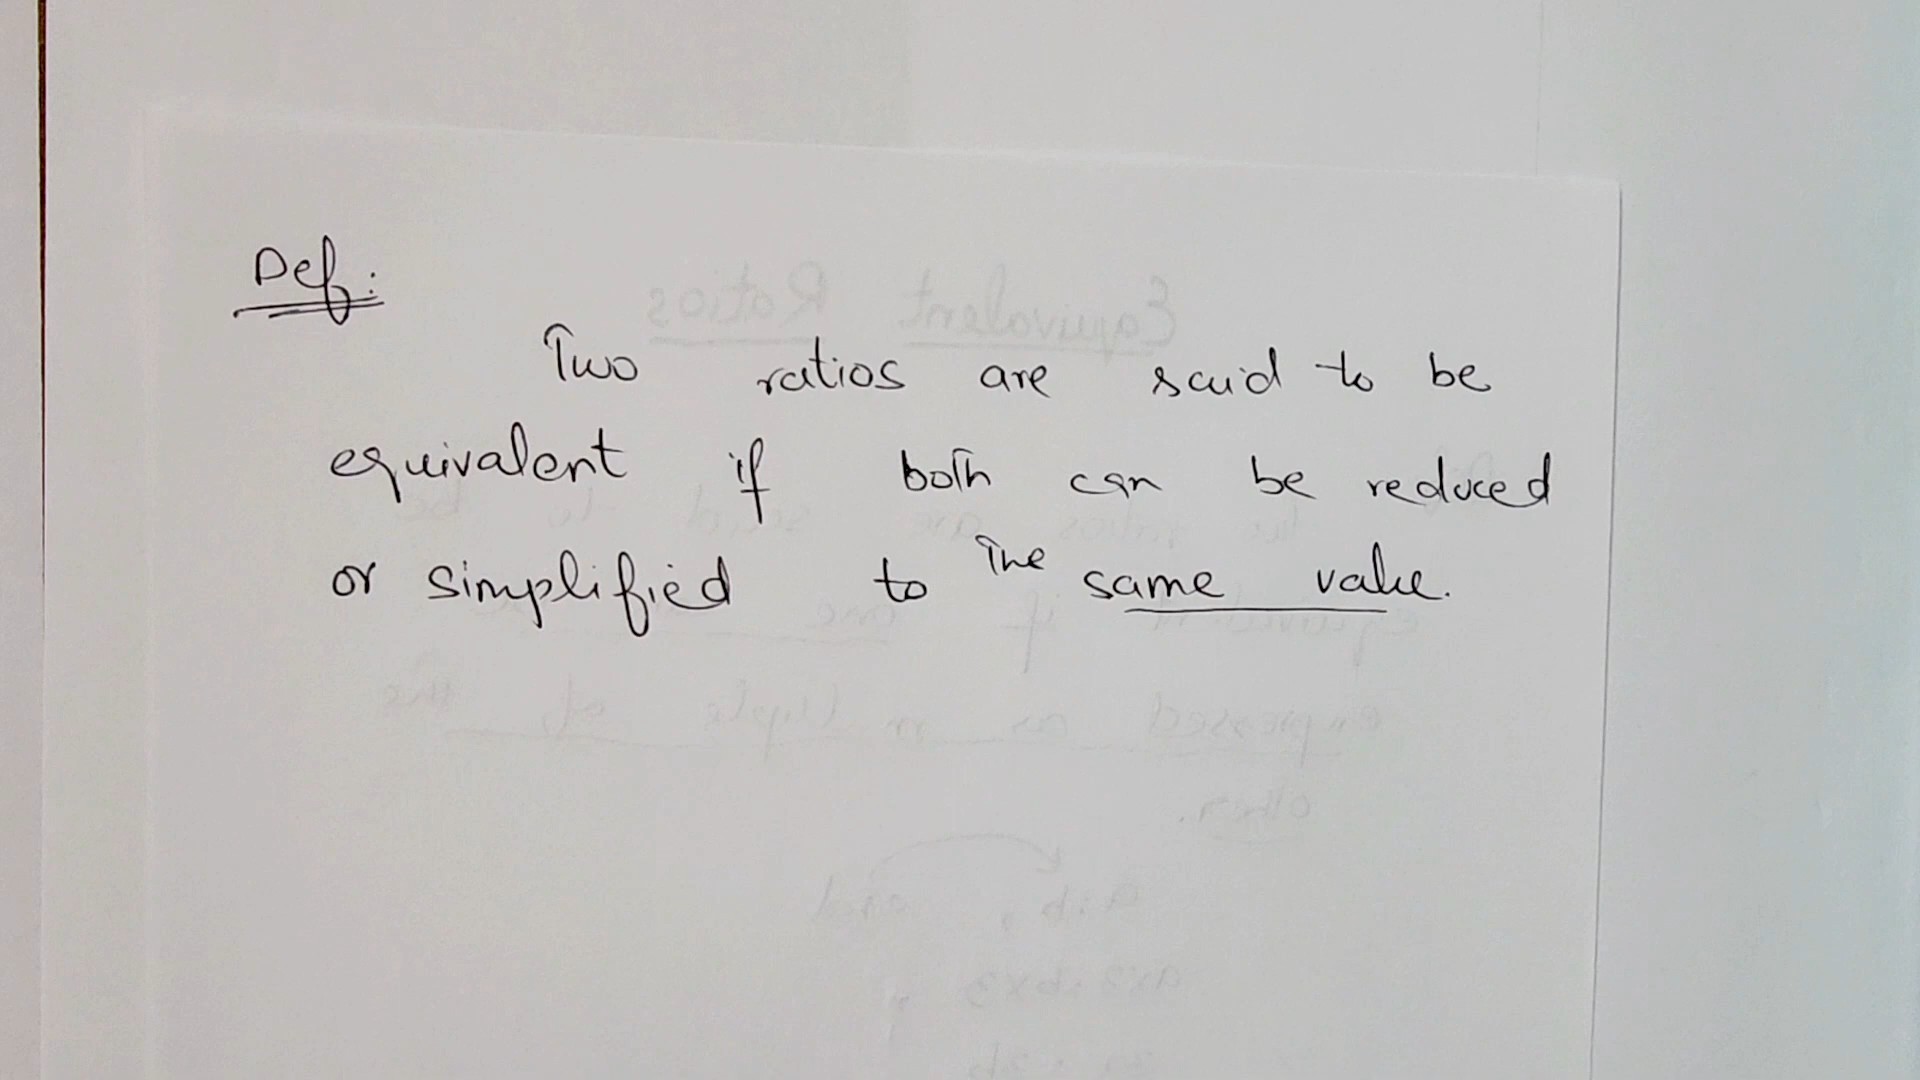 Def:
Two ratios are said to be
equivalent if both can be reduced
or simplified to the same value.